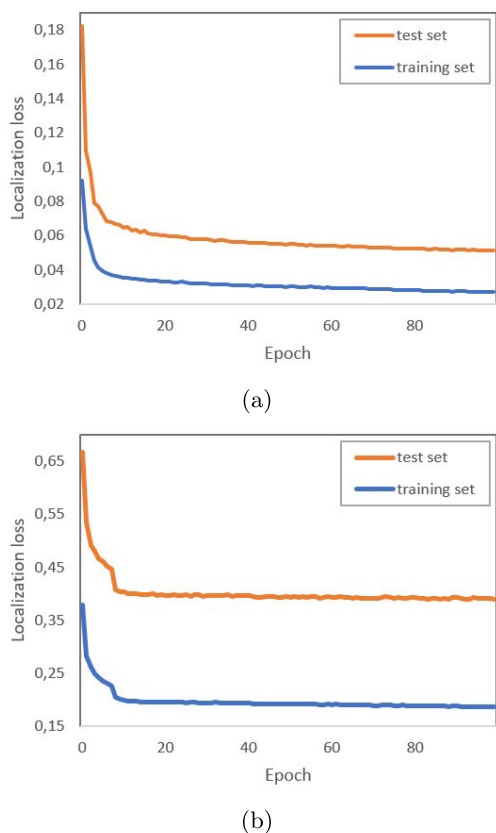 0,18
0,16
0,14
0,12
0,1
0,08
0,06
0,04
0,02
Localization loss
test set
training set
0 20 40 60 80
Epoch
(a)
0,65
0,55
0,45
0,35
0,25
0,15
Localization loss
test set
training set
0 20 40 60 80
Epoch
(b)